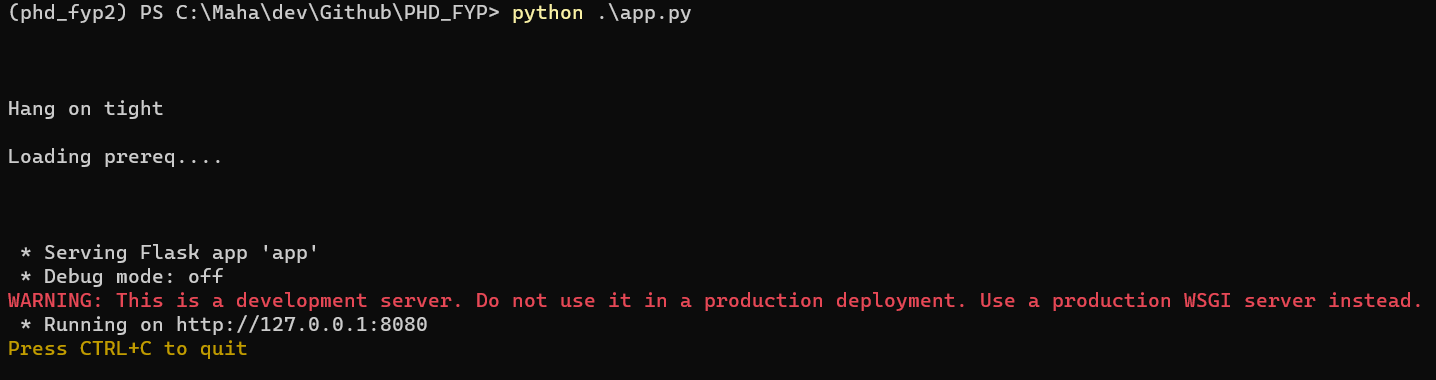 (phd_fyp2) PS C:\Maha\dev\Github\PHD_FYP> python .\app.py
Hang on tight
Loading prereq....
 * Serving Flask app 'app'
 * Debug mode: off
WARNING: This is a development server. Do not use it in a production deployment. Use a production WSGI server instead.
 * Running on http://127.0.0.1:8080
Press CTRL+C to quit